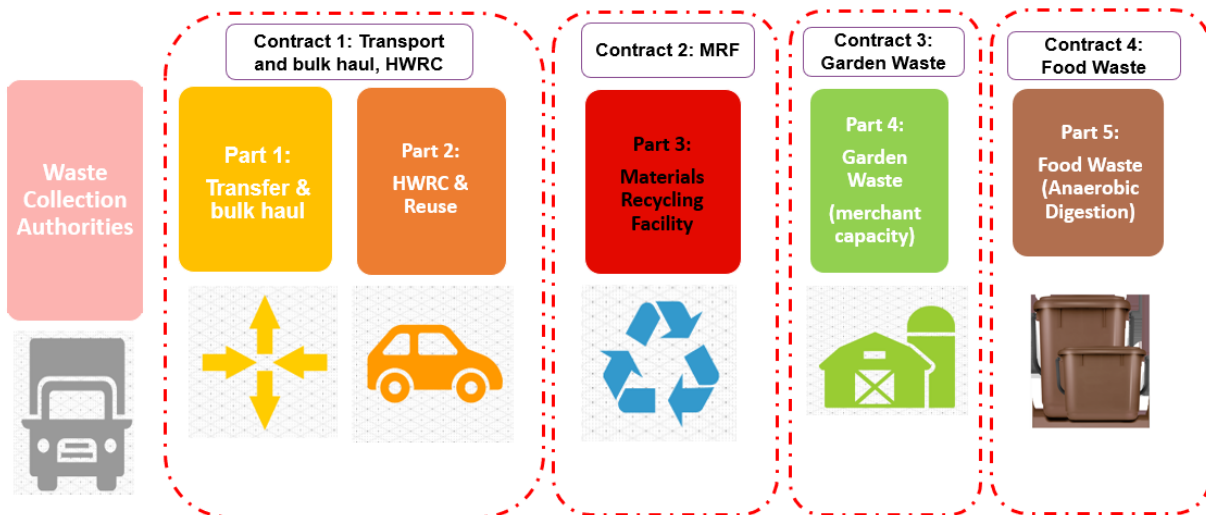 Contract 1: Transport
and bulk haul, HWRC
Contract 2: MRF
Contract 3:
Garden Waste
Contract 4:
Food Waste
Waste
Collection
Authorities
Part 1:
Transfer &
bulk haul
Part 2:
HWRC &
Reuse
Part 3:
Materials
Recycling
Facility
Part 4:
Garden
Waste
(merchant
capacity)
Part 5:
Food Waste
(Anaerobic
Digestion)